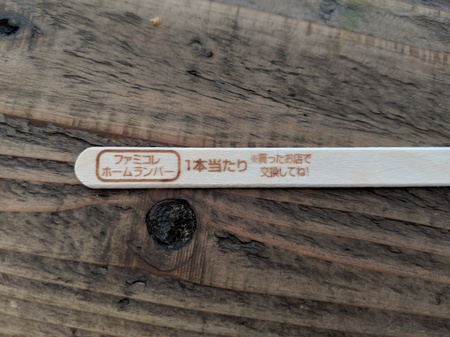 ファミコレ
ホームランバー
1本当たり
※買ったお店で
交換してね!